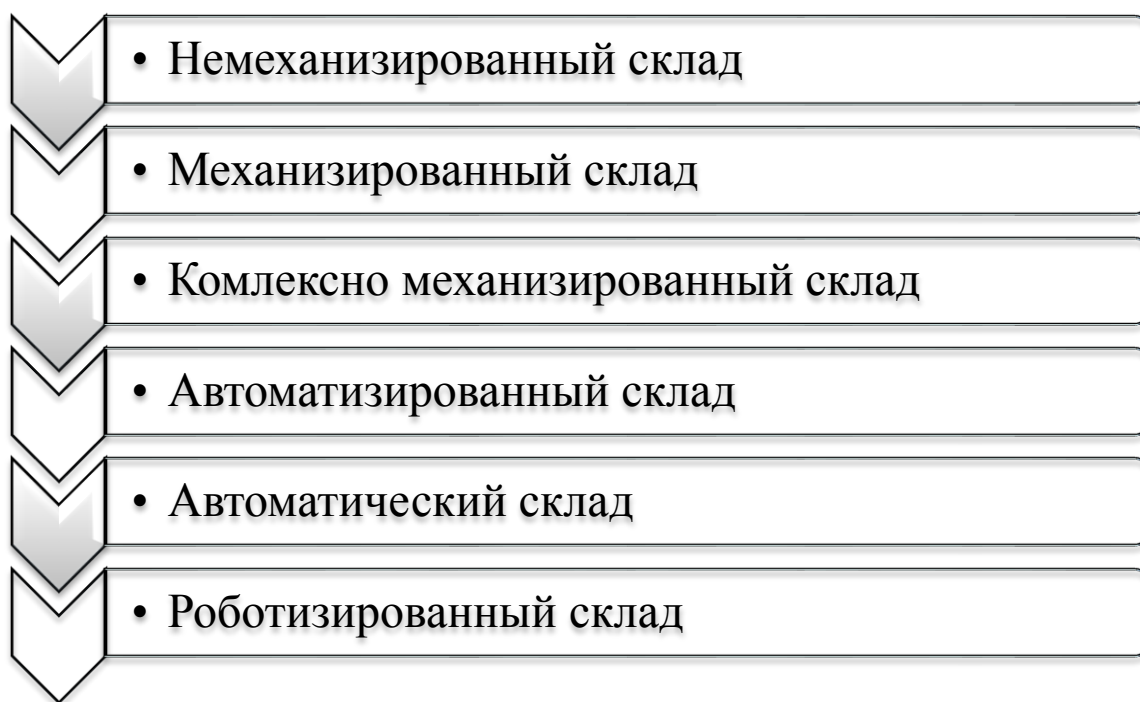 • Немеханизированный склад
• Механизированный склад
• Комлексно механизированный склад
• Автоматизированный склад
• Автоматический склад
• Роботизированный склад